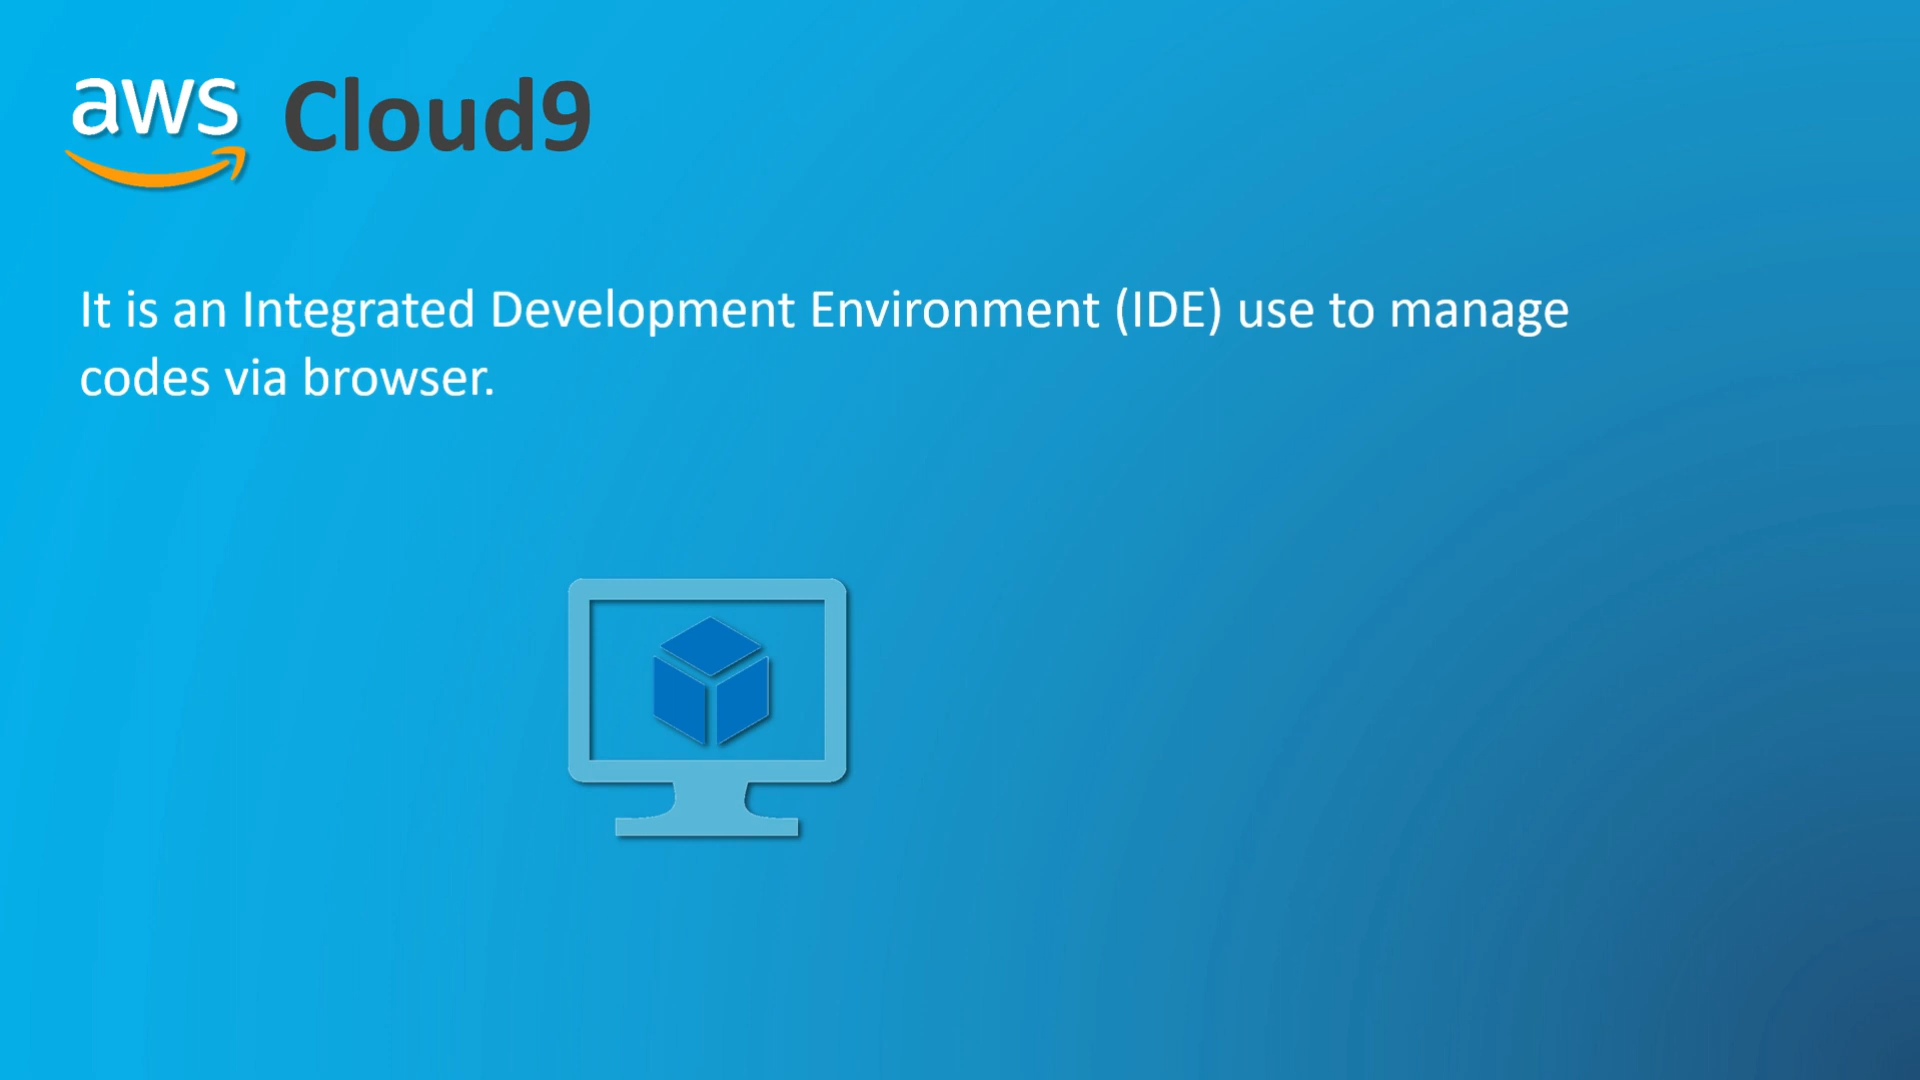 aws Cloud9
It is an Integrated Development Environment (IDE) use to manage
codes via browser.